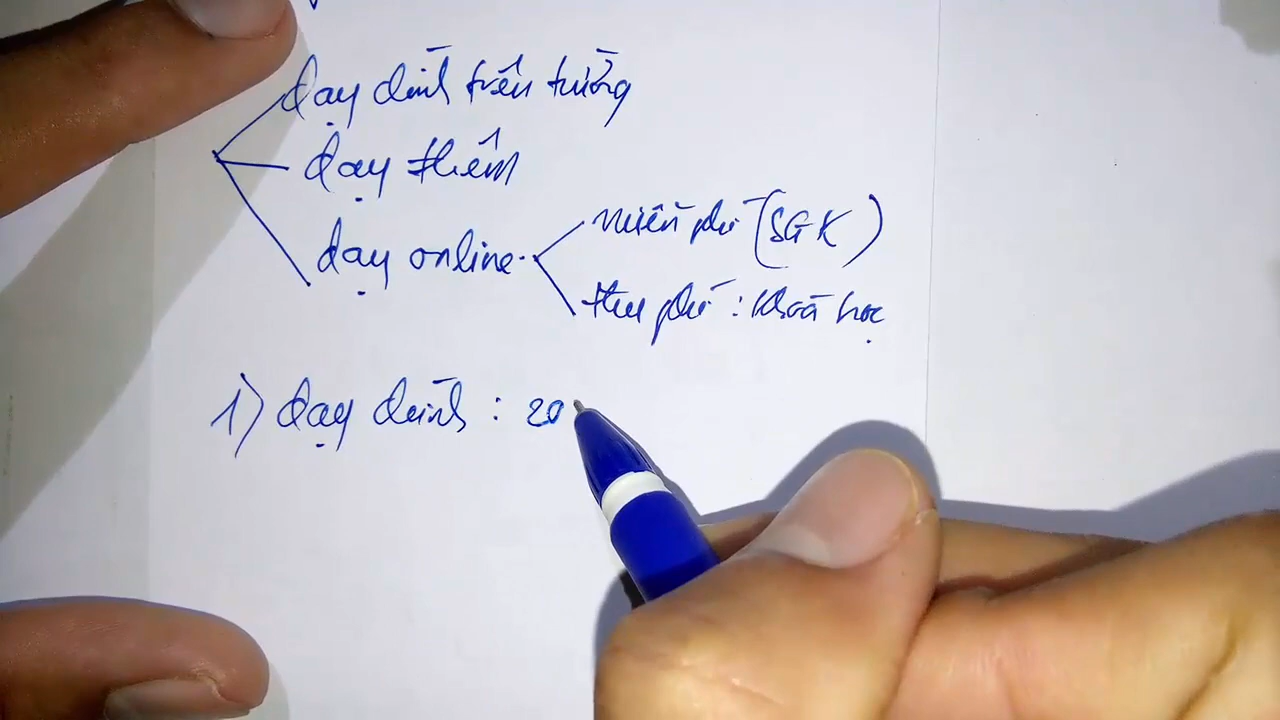 dạy chính trên trường
dạy thêm
dạy online
miễn phí (SGK)
thu phí : khoá học
1) dạy chính : 20